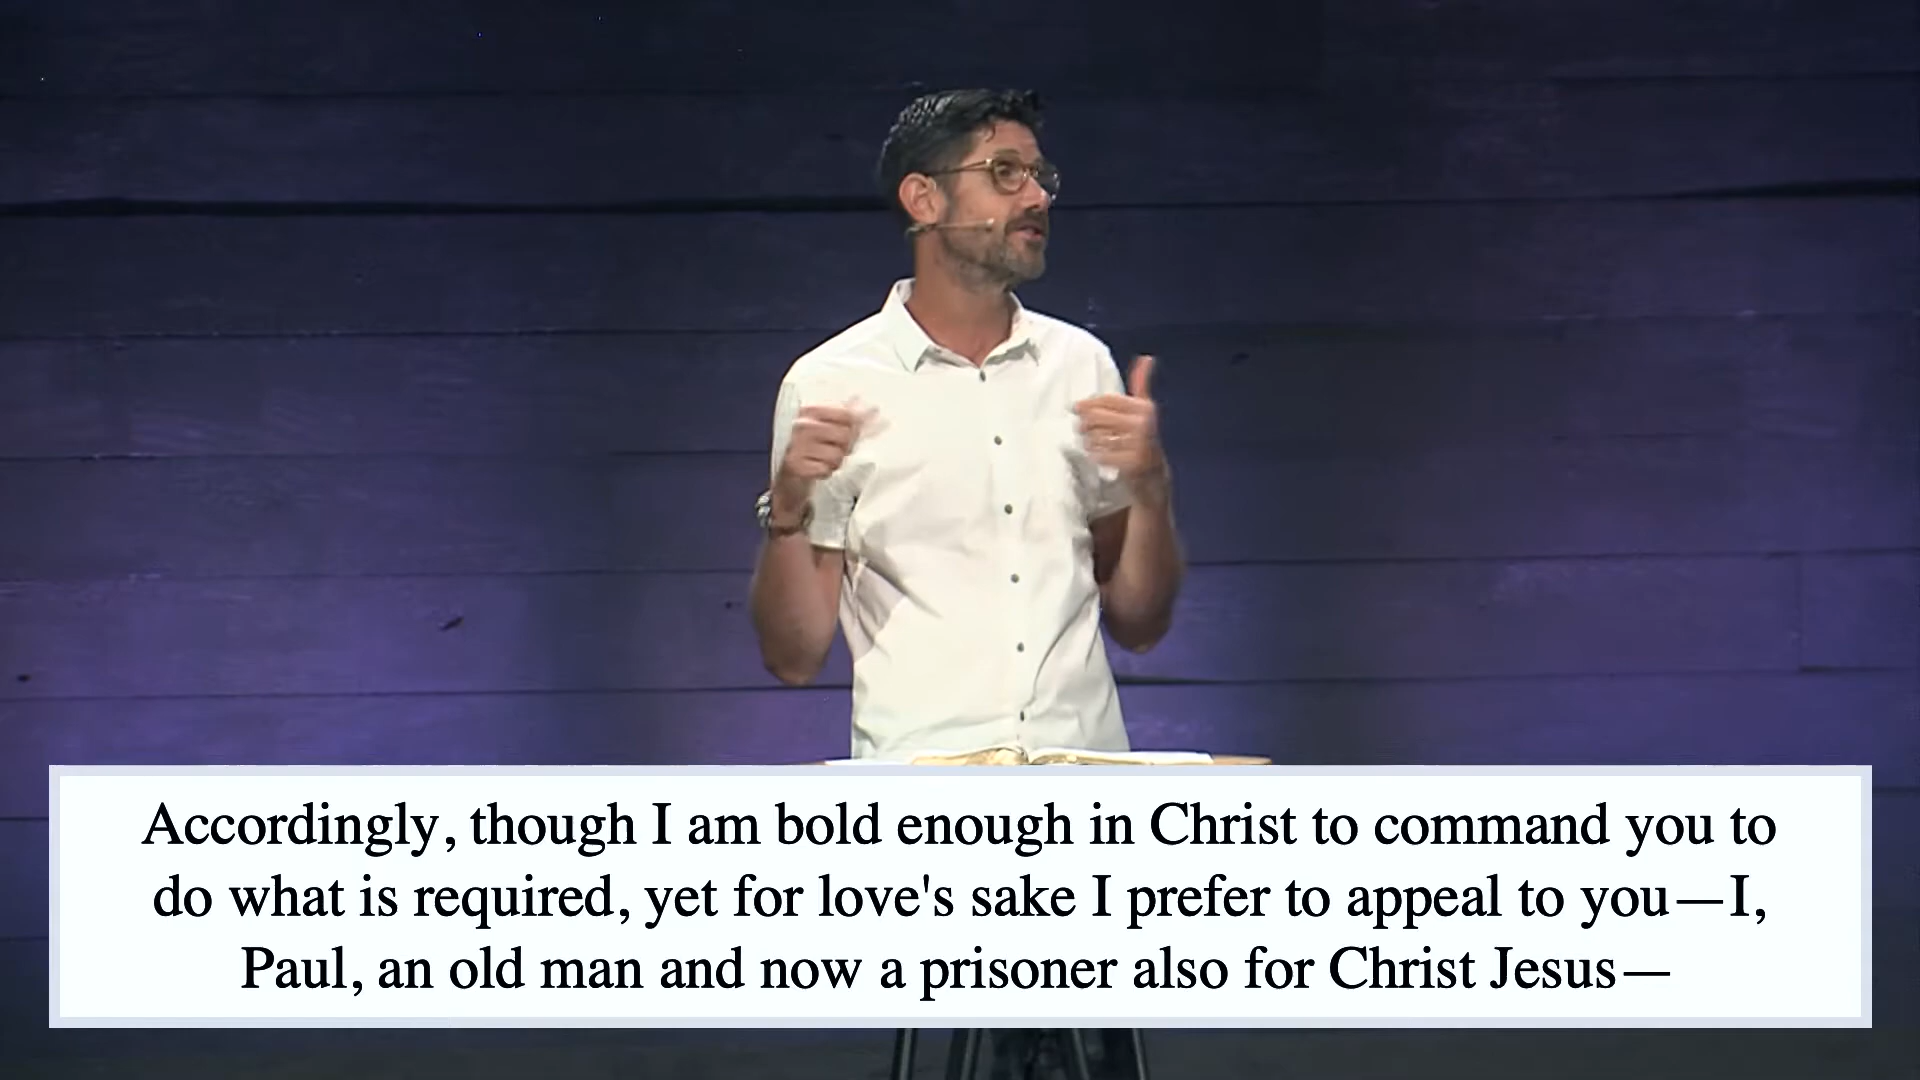 Accordingly, though I am bold enough in Christ to command you to
do what is required, yet for love's sake I prefer to appeal to you—I,
Paul, an old man and now a prisoner also for Christ Jesus—